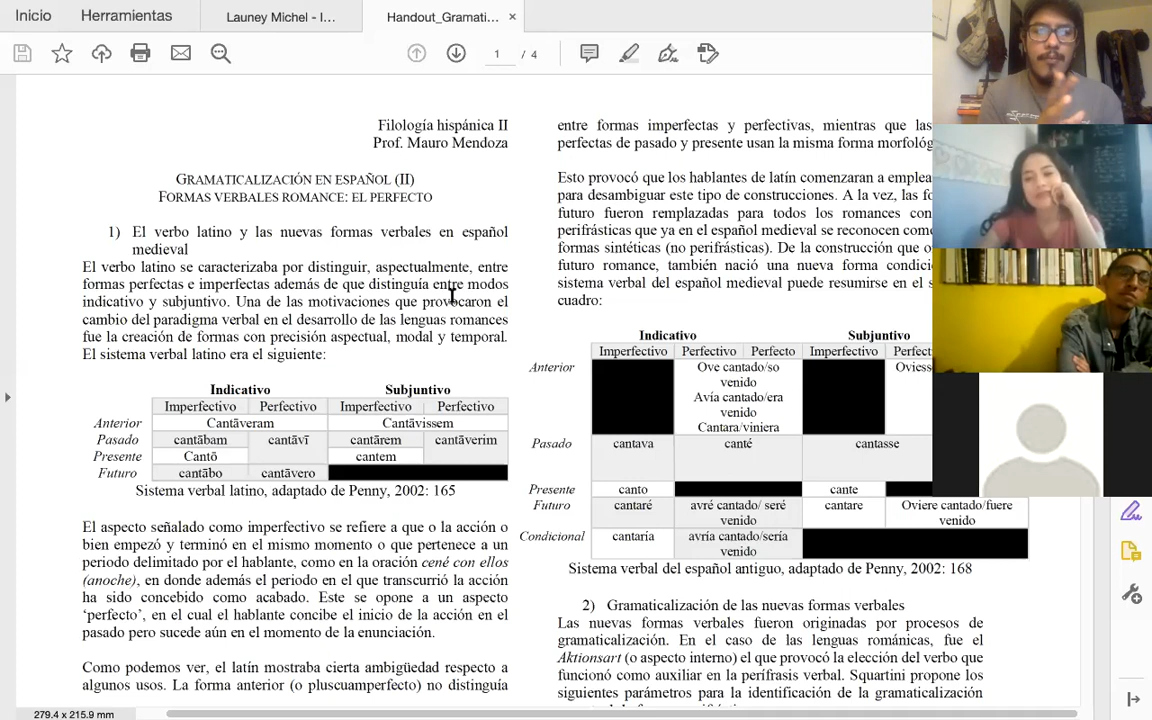 Inicio
Herramientas
Launey Michel - I...
Handout_Gramati...
1 / 4
Filología hispánica II
Prof. Mauro Mendoza
GRAMATICALIZACIÓN EN ESPAÑOL (II)
FORMAS VERBALES ROMANCE: EL PERFECTO
1) El verbo latino y las nuevas formas verbales en español
medieval
El verbo latino se caracterizaba por distinguir, aspectualmente, entre
formas perfectas e imperfectas además de que distinguía entre modos
indicativo y subjuntivo. Una de las motivaciones que provocaron el
cambio del paradigma verbal en el desarrollo de las lenguas romances
fue la creación de formas con precisión aspectual, modal y temporal.
El sistema verbal latino era el siguiente:
Indicativo Subjuntivo
Imperfectivo Perfectivo Imperfectivo Perfectivo
Anterior Cantāveram Cantāvissem
Pasado cantābam cantāvī cantārem cantāverim
Presente Cantō cantem
Futuro cantābo cantāvero
Sistema verbal latino, adaptado de Penny, 2002: 165
El aspecto señalado como imperfectivo se refiere a que o la acción o
bien empezó y terminó en el mismo momento o que pertenece a un
periodo delimitado por el hablante, como en la oración cené con ellos
(anoche), en donde además el periodo en el que transcurrió la acción
ha sido concebido como acabado. Este se opone a un aspecto
‘perfecto’, en el cual el hablante concibe el inicio de la acción en el
pasado pero sucede aún en el momento de la enunciación.
Como podemos ver, el latín mostraba cierta ambigüedad respecto a
algunos usos. La forma anterior (o pluscuamperfecto) no distinguía
entre formas imperfectas y perfectivas, mientras que las
perfectas de pasado y presente usan la misma forma morfológ
Esto provocó que los hablantes de latín comenzaran a emplea
para desambiguar este tipo de construcciones. A la vez, las fo
futuro fueron remplazadas para todos los romances con
perifrásticas que ya en el español medieval se reconocen como
formas sintéticas (no perifrásticas). De la construcción que o
futuro romance, también nació una nueva forma condici
sistema verbal del español medieval puede resumirse en el s
cuadro:
Indicativo Subjuntivo
Imperfectivo Perfectivo Perfecto Imperfectivo Perfect
Anterior Ove cantado/so Oviess
venido
Avía cantado/era
venido
Cantara/viniera
Pasado cantava canté cantasse
Presente canto cante
Futuro cantaré avré cantado/ seré cantare Oviere cantado/fuere
venido venido
Condicional cantaría avría cantado/sería
venido
Sistema verbal del español antiguo, adaptado de Penny, 2002: 168
2) Gramaticalización de las nuevas formas verbales
Las nuevas formas verbales fueron originadas por procesos de
gramaticalización. En el caso de las lenguas románicas, fue el
Aktionsart (o aspecto interno) el que provocó la elección del verbo que
funcionó como auxiliar en la perífrasis verbal. Squartini propone los
siguientes parámetros para la identificación de la gramaticalización
279.4 x 215.9 mm